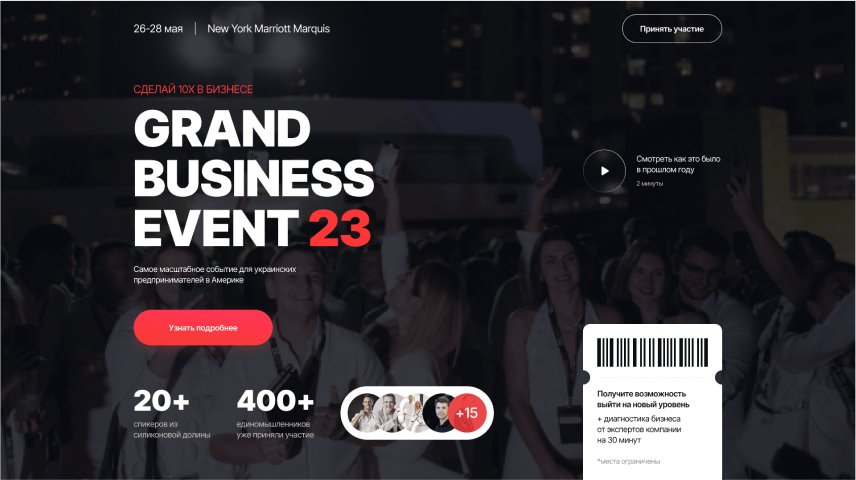 26-28 мая
New York Marriott Marquis
Принять участие
СДЕЛАЙ 10X В БИЗНЕСЕ
GRAND
BUSINESS
EVENT 23
Смотреть как это было
в прошлом году
2 минуты
Самое масштабное событие для украинских
предпринимателей в Америке
Узнать подробнее
20+
спикеров из
силиконовой долины
400+
единомышленников
уже приняли участие
+15
Получите возможность
выйти на новый уровень
+ диагностика бизнеса
от экспертов компании
на 30 минут
*места ограничены